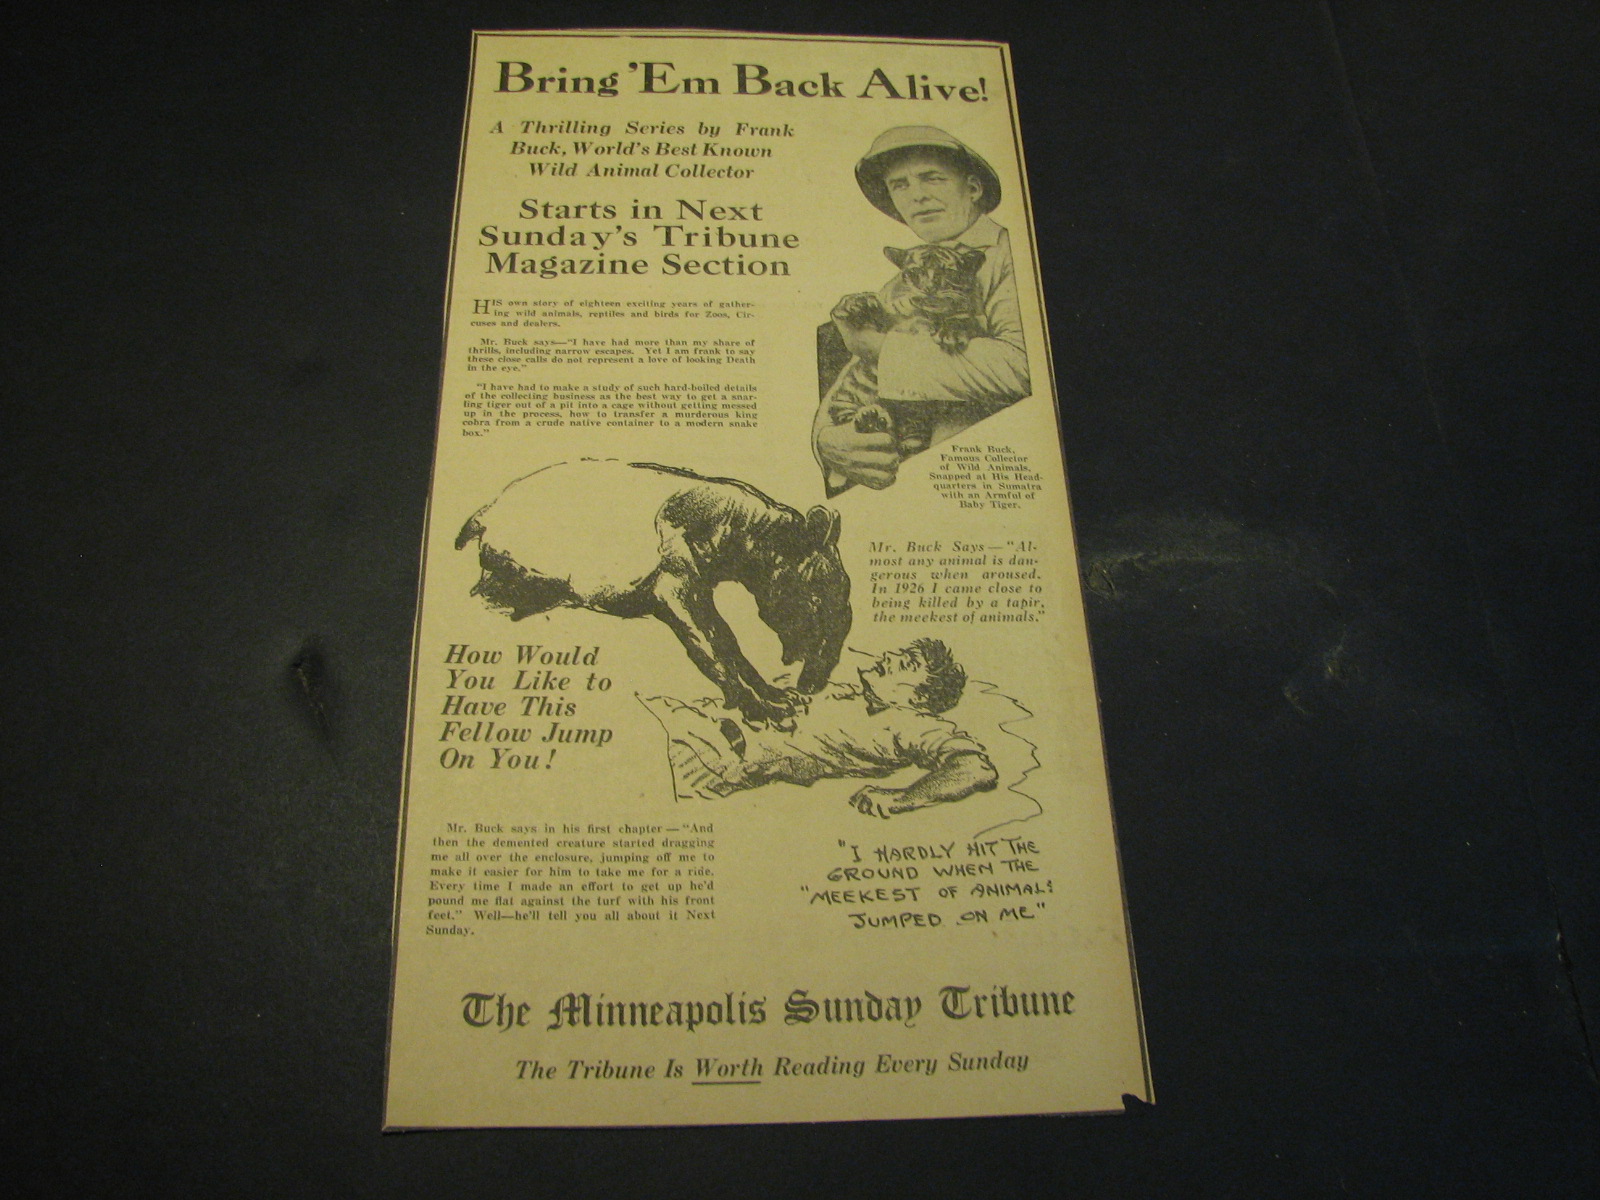 Bring 'Em Back Alive!
A Thrilling Series by Frank
Buck, World's Best Known
Wild Animal Collector
Starts in Next
Sunday's Tribune
Magazine Section
HIS own story of eighteen exciting years of gather-
ing wild animals, reptiles and birds for Zoos, Cir-
cuses and dealers.
Mr. Buck says—"I have had more than my share of
thrills, including narrow escapes. Yet I am frank to say
these close calls do not represent a love of looking Death
in the eye."
"I have had to make a study of such hard-boiled details
of the collecting business as the best way to get a snar-
ling tiger out of a pit into a cage without getting messed
up in the process, how to transfer a murderous king
cobra from a crude native container to a modern snake
box."
Frank Buck,
Famous Collector
of Wild Animals,
Snapped at His Head-
quarters in Sumatra
with an Armful of
Baby Tiger.
Mr. Buck Says—"Al-
most any animal is dan-
gerous when aroused.
In 1926 I came close to
being killed by a tapir,
the meekest of animals."
How Would
You Like to
Have This
Fellow Jump
On You!
Mr. Buck says in his first chapter—"And
then the demented creature started dragging
me all over the enclosure, jumping off me to
make it easier for him to take me for a ride.
Every time I made an effort to get up he'd
pound me flat against the turf with his front
feet." Well—he'll tell you all about it Next
Sunday.
"I HARDLY HIT THE
GROUND WHEN THE
"MEEKEST OF ANIMALS
JUMPED ON ME"
The Minneapolis Sunday Tribune
The Tribune Is Worth Reading Every Sunday